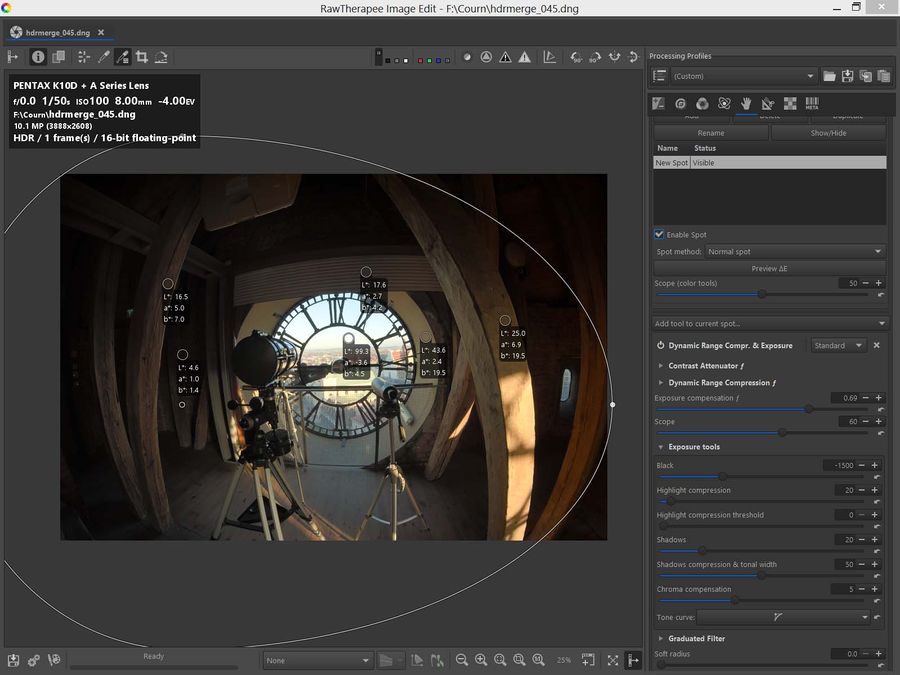 RawTherapee Image Edit - F:\Courn\hdrmerge_045.dng
hdrmerge_045.dng
PENTAX K10D + A Series Lens
f/0.0 1/50s ISO100 8.00mm -4.00EV
F:\Courn\hdrmerge_045.dng
10.1 MP (3888x2608)
HDR / 1 frame(s) / 16-bit floating-point
L*: 16.5
a*: 5.0
b*: 7.0
L*: 17.6
a*: 2.7
b*: 4.2
L*: 99.3
a*: -3.6
b*: 4.5
L*: 43.6
a*: 2.4
b*: 19.5
L*: 25.0
a*: 6.9
b*: 19.5
L*: 4.6
a*: 1.0
b*: 1.4
Ready
None
25%
Processing Profiles
(Custom)
META
Add Delete Duplicate
Rename Show/Hide
Name Status
New Spot Visible
Enable Spot
Spot method: Normal spot
Preview ΔE
Scope (color tools) 50
Add tool to current spot...
Dynamic Range Compr. & Exposure Standard
Contrast Attenuator ƒ
Dynamic Range Compression ƒ
Exposure compensation ƒ 0.69
Scope 60
Exposure tools
Black -1500
Highlight compression 20
Highlight compression threshold 0
Shadows 20
Shadows compression & tonal width 50
Chroma compensation 5
Tone curve:
Graduated Filter
Soft radius 0.0